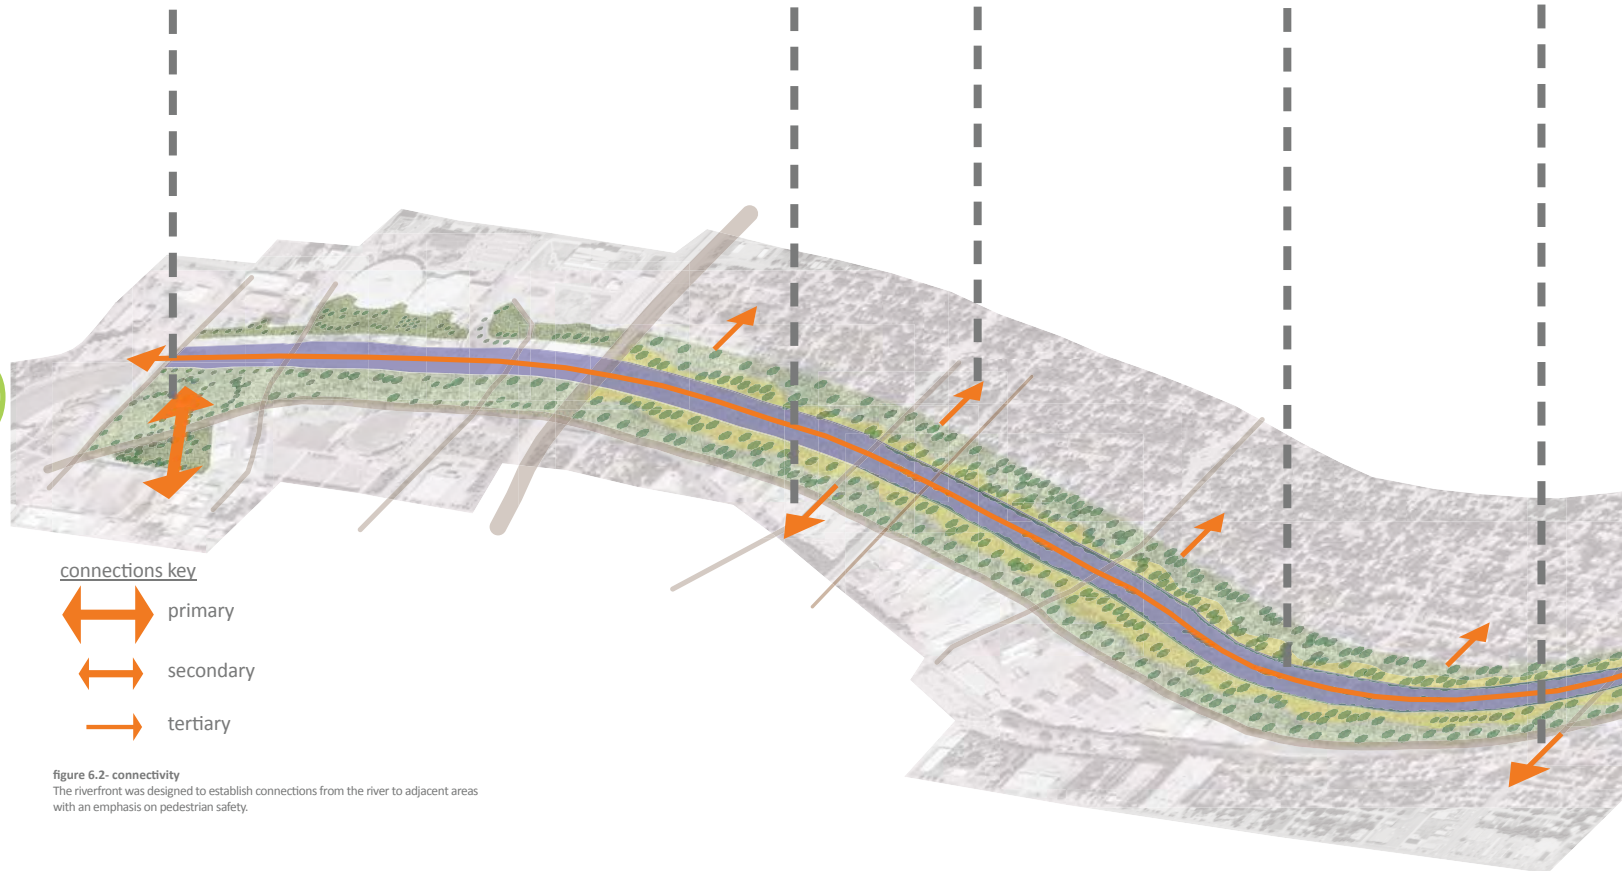 connections key
primary
secondary
tertiary
figure 6.2- connectivity
The riverfront was designed to establish connections from the river to adjacent areas
with an emphasis on pedestrian safety.